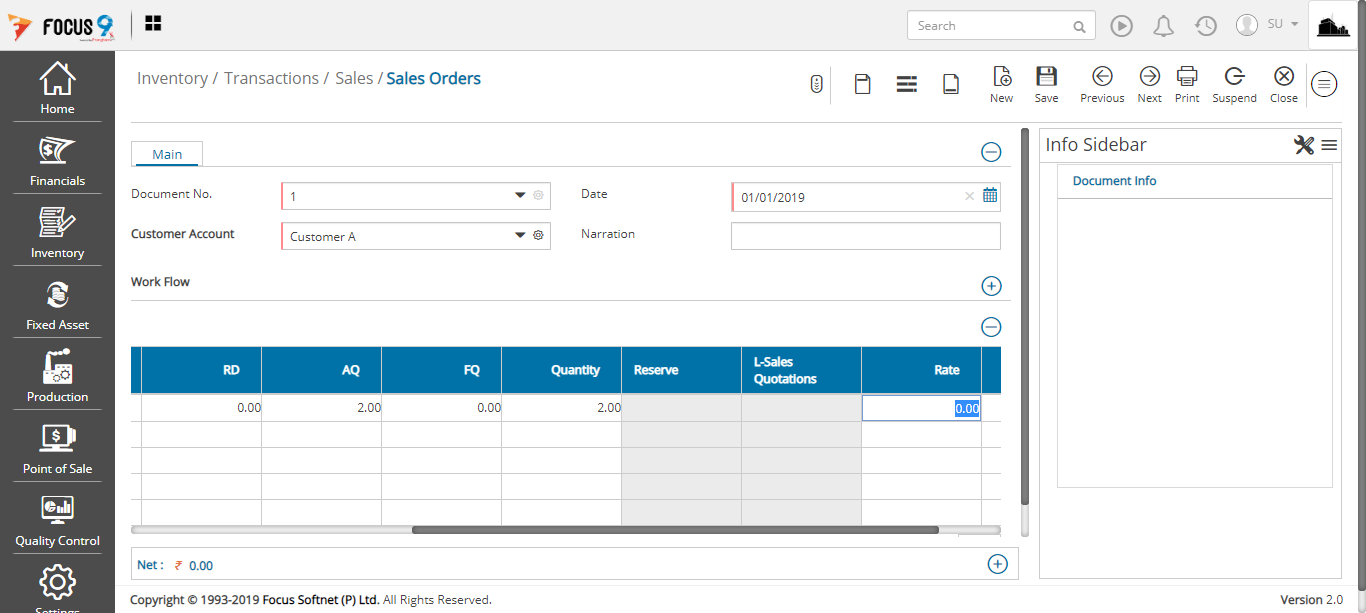 FOCUS 9
Search
SU
Home
Financials
Inventory
Fixed Asset
Production
Point of Sale
Quality Control
Settings
Inventory / Transactions / Sales / Sales Orders
New
Save
Previous
Next
Print
Suspend
Close
Main
Document No.
1
Date
01/01/2019
Customer Account
Customer A
Narration
Work Flow
RD AQ FQ Quantity Reserve L-Sales
Quotations Rate
0.00 2.00 0.00 2.00 0.00
Net : ₹ 0.00
Info Sidebar
Document Info
Copyright © 1993-2019 Focus Softnet (P) Ltd. All Rights Reserved.
Version 2.0